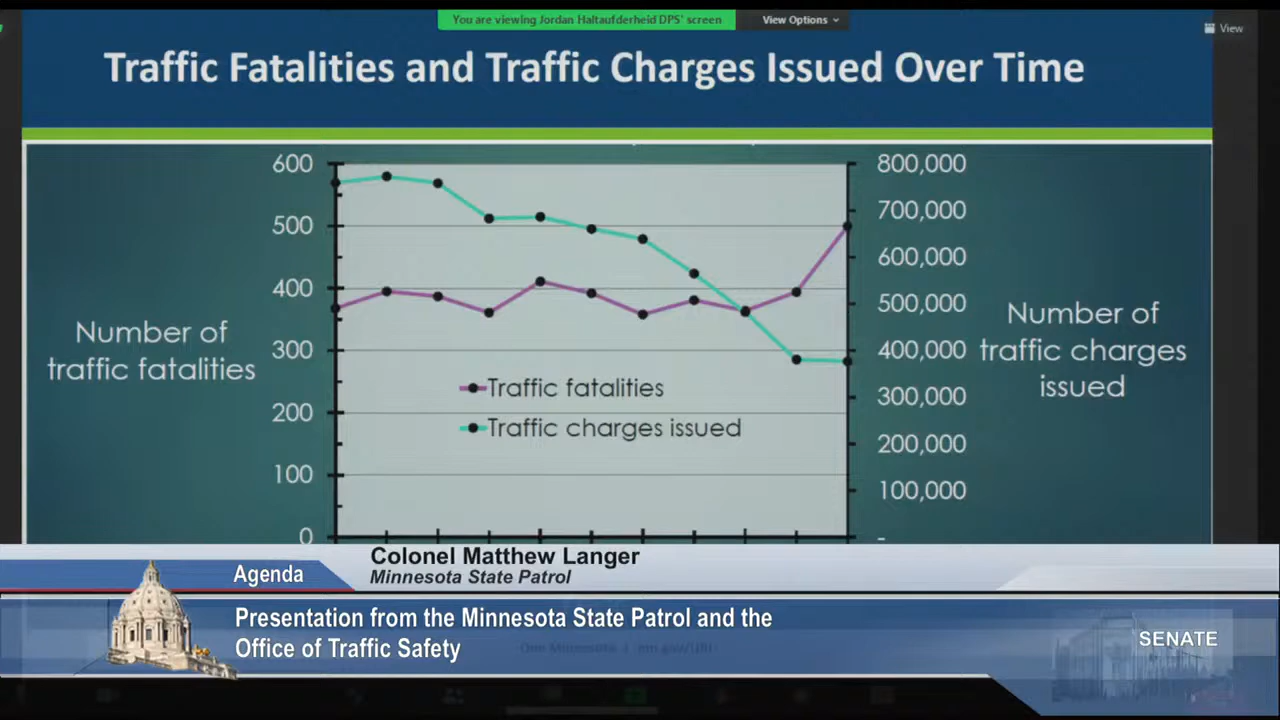 You are viewing Jordan Haltaufderheid DPS' screen
View Options
View
Traffic Fatalities and Traffic Charges Issued Over Time
600
500
400
300
200
100
0
Number of
traffic fatalities
Traffic fatalities
Traffic charges issued
800,000
700,000
600,000
500,000
400,000
300,000
200,000
100,000
-
Number of
traffic charges
issued
Colonel Matthew Langer
Minnesota State Patrol
Agenda
Presentation from the Minnesota State Patrol and the
Office of Traffic Safety
SENATE